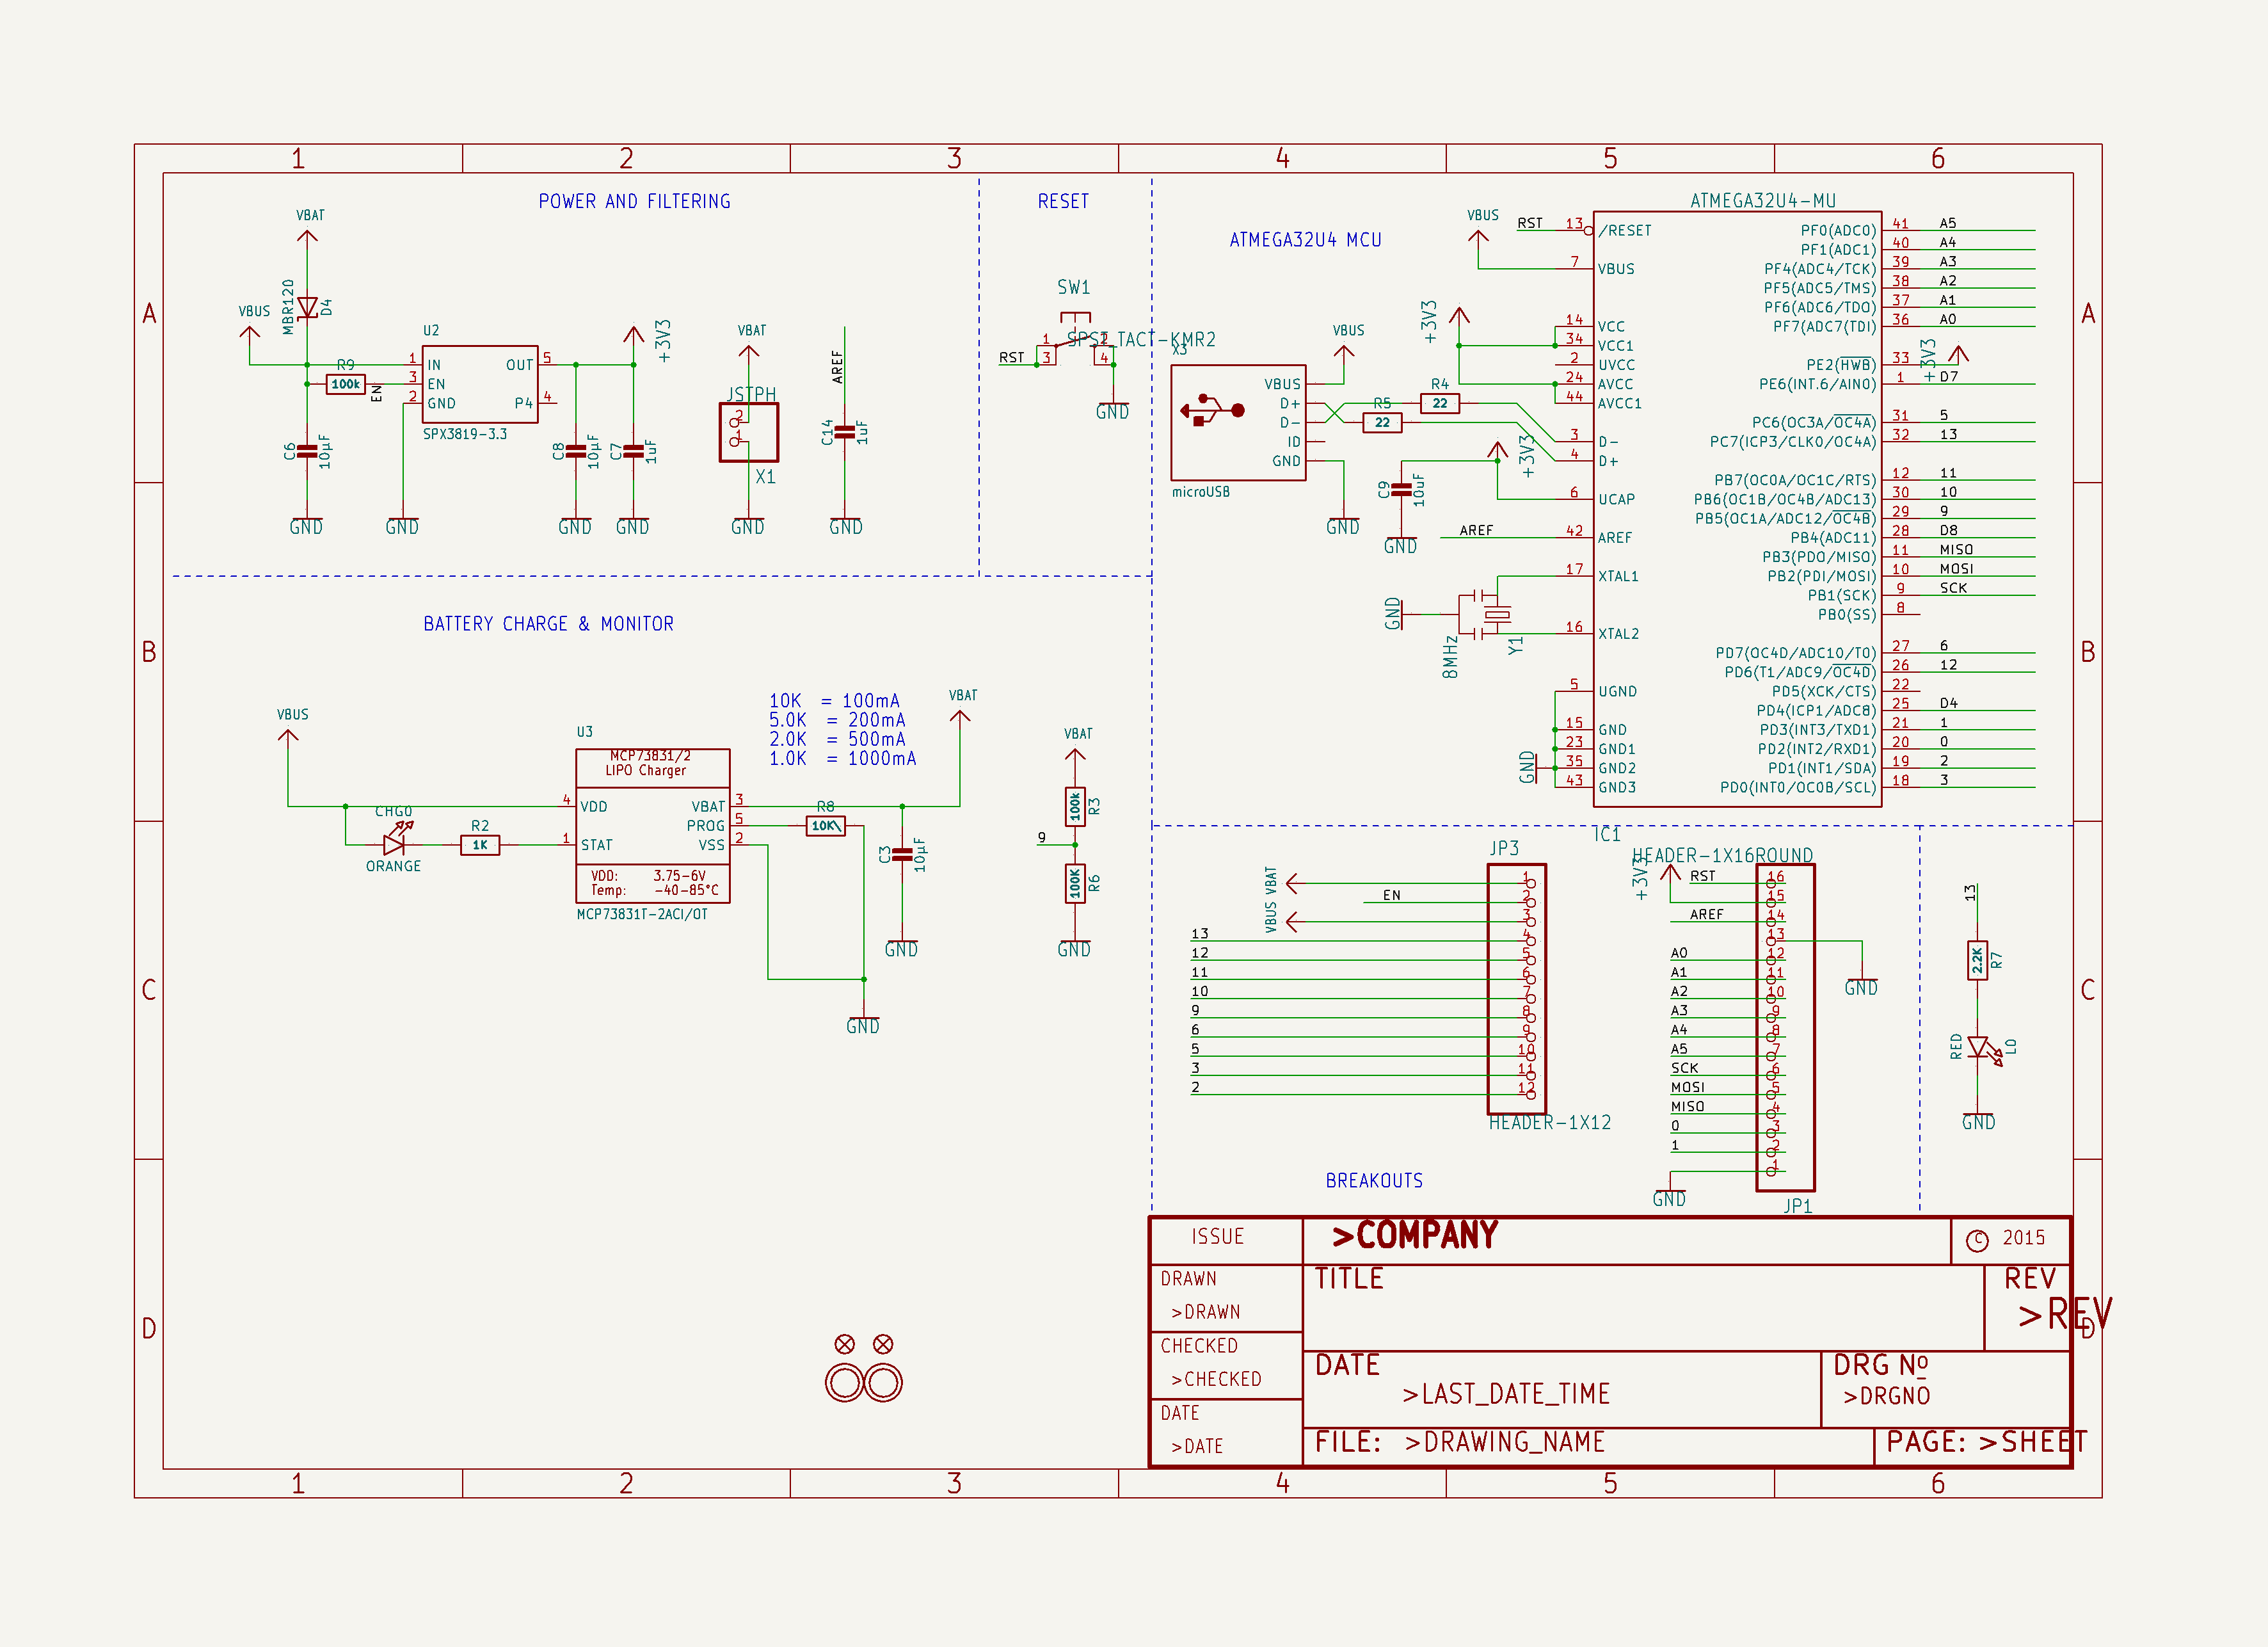 1 2 3 4 5 6
A
B
C
D
POWER AND FILTERING
VBAT
MBR120
D4
VBUS
R9
100k
EN
U2
1 IN
3 EN
2 GND
OUT 5
P4 4
SPX3819-3.3
+3V3
C6
10µF
C8
10µF
C7
1uF
GND
GND
GND
GND
VBAT
JSTPH
2
1
X1
GND
AREF
C14
1uF
GND
RESET
SW1
SPST_TACT-KMR2
RST
1
3
2
4
GND
ATMEGA32U4 MCU
X3
VBUS
D+
D-
ID
GND
microUSB
VBUS
GND
R5
22
R4
22
+3V3
C9
10uF
GND
+3V3
VBUS
RST
AREF
GND
8MHz
Y1
GND
ATMEGA32U4-MU
13 /RESET
7 VBUS
14 VCC
34 VCC1
2 UVCC
24 AVCC
44 AVCC1
3 D-
4 D+
6 UCAP
42 AREF
17 XTAL1
16 XTAL2
5 UGND
15 GND
23 GND1
35 GND2
43 GND3
PF0(ADC0) 41 A5
PF1(ADC1) 40 A4
PF4(ADC4/TCK) 39 A3
PF5(ADC5/TMS) 38 A2
PF6(ADC6/TDO) 37 A1
PF7(ADC7(TDI) 36 A0
PE2(HWB) 33
+3V3
PE6(INT.6/AIN0) 1 D7
PC6(OC3A/OC4A) 31 5
PC7(ICP3/CLK0/OC4A) 32 13
PB7(OC0A/OC1C/RTS) 12 11
PB6(OC1B/OC4B/ADC13) 30 10
PB5(OC1A/ADC12/OC4B) 29 9
PB4(ADC11) 28 D8
PB3(PDO/MISO) 11 MISO
PB2(PDI/MOSI) 10 MOSI
PB1(SCK) 9 SCK
PB0(SS) 8
PD7(OC4D/ADC10/T0) 27 6
PD6(T1/ADC9/OC4D) 26 12
PD5(XCK/CTS) 22
PD4(ICP1/ADC8) 25 D4
PD3(INT3/TXD1) 21 1
PD2(INT2/RXD1) 20 0
PD1(INT1/SDA) 19 2
PD0(INT0/OC0B/SCL) 18 3
IC1
BATTERY CHARGE & MONITOR
10K = 100mA
5.0K = 200mA
2.0K = 500mA
1.0K = 1000mA
VBUS
CHG0
ORANGE
R2
1K
U3
MCP73831/2
LIPO Charger
4 VDD
1 STAT
VBAT 3
PROG 5
VSS 2
VDD: 3.75-6V
Temp: -40-85°C
MCP73831T-2ACI/OT
R8
10K\
VBAT
C3
10µF
GND
GND
VBAT
100k
R3
9
100K
R6
GND
JP3
VBAT
EN
VBUS
13
12
11
10
9
6
5
3
2
1
2
3
4
5
6
7
8
9
10
11
12
HEADER-1X12
BREAKOUTS
HEADER-1X16ROUND
+3V3
RST 16
15
AREF 14
13
A0 12
A1 11
A2 10
A3 9
A4 8
A5 7
SCK 6
MOSI 5
MISO 4
0 3
1 2
1
GND
GND
JP1
13
2.2K
R7
RED
L0
GND
ISSUE
>COMPANY
© 2015
DRAWN
>DRAWN
TITLE
REV
>REV
CHECKED
>CHECKED
DATE
>LAST_DATE_TIME
DRG Nº
>DRGNO
DATE
>DATE
FILE: >DRAWING_NAME
PAGE: >SHEET
A
B
C
D
1 2 3 4 5 6